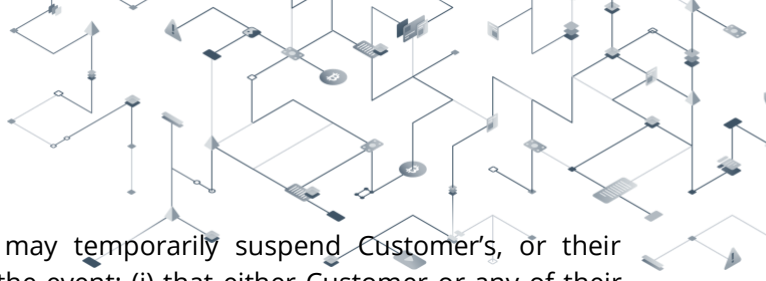 may temporarily suspend Customer’s, or their
the event: (i) that either Customer or any of their